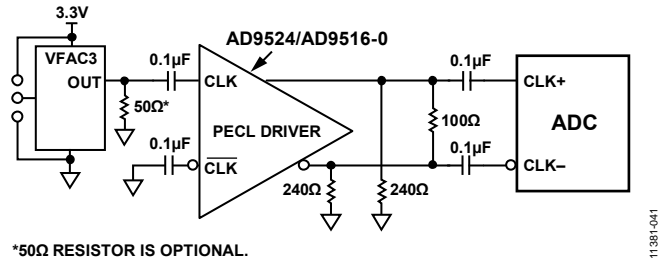 3.3V
VFAC3
OUT
0.1µF
50Ω*
AD9524/AD9516-0
CLK
PECL DRIVER
0.1µF
CLK
240Ω
240Ω
0.1µF
100Ω
0.1µF
CLK+
ADC
CLK–
*50Ω RESISTOR IS OPTIONAL.
11381-041